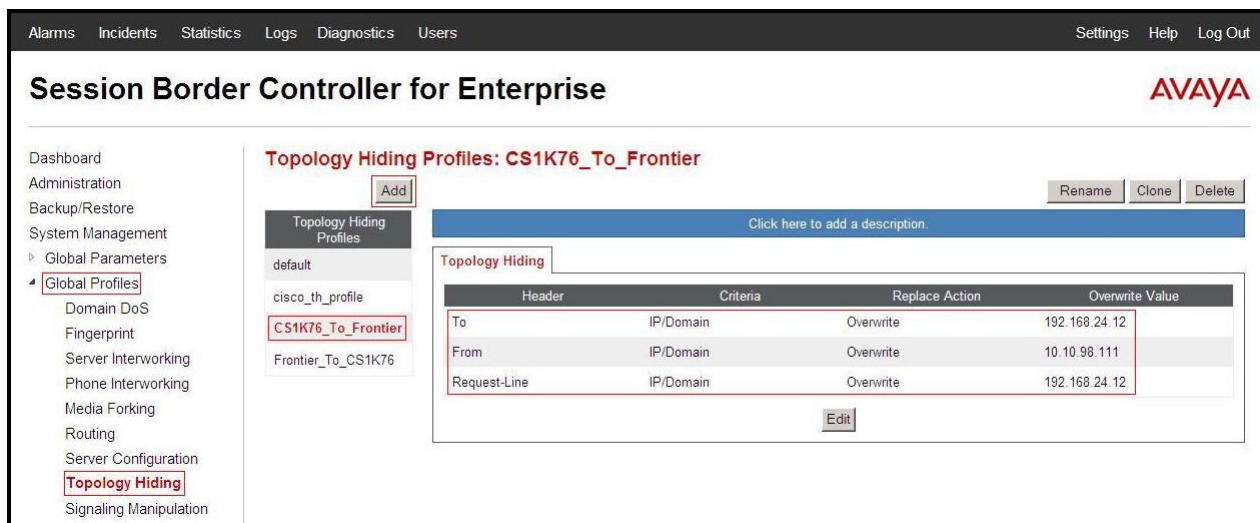 Alarms Incidents Statistics Logs Diagnostics Users Settings Help Log Out
Session Border Controller for Enterprise
AVAYA
Dashboard
Administration
Backup/Restore
System Management
Global Parameters
Global Profiles
Domain DoS
Fingerprint
Server Interworking
Phone Interworking
Media Forking
Routing
Server Configuration
Topology Hiding
Signaling Manipulation
Topology Hiding Profiles: CS1K76_To_Frontier
Add
Rename Clone Delete
Topology Hiding
Profiles
default
cisco_th_profile
CS1K76_To_Frontier
Frontier_To_CS1K76
Click here to add a description.
Topology Hiding
Header Criteria Replace Action Overwrite Value
To IP/Domain Overwrite 192.168.24.12
From IP/Domain Overwrite 10.10.98.111
Request-Line IP/Domain Overwrite 192.168.24.12
Edit